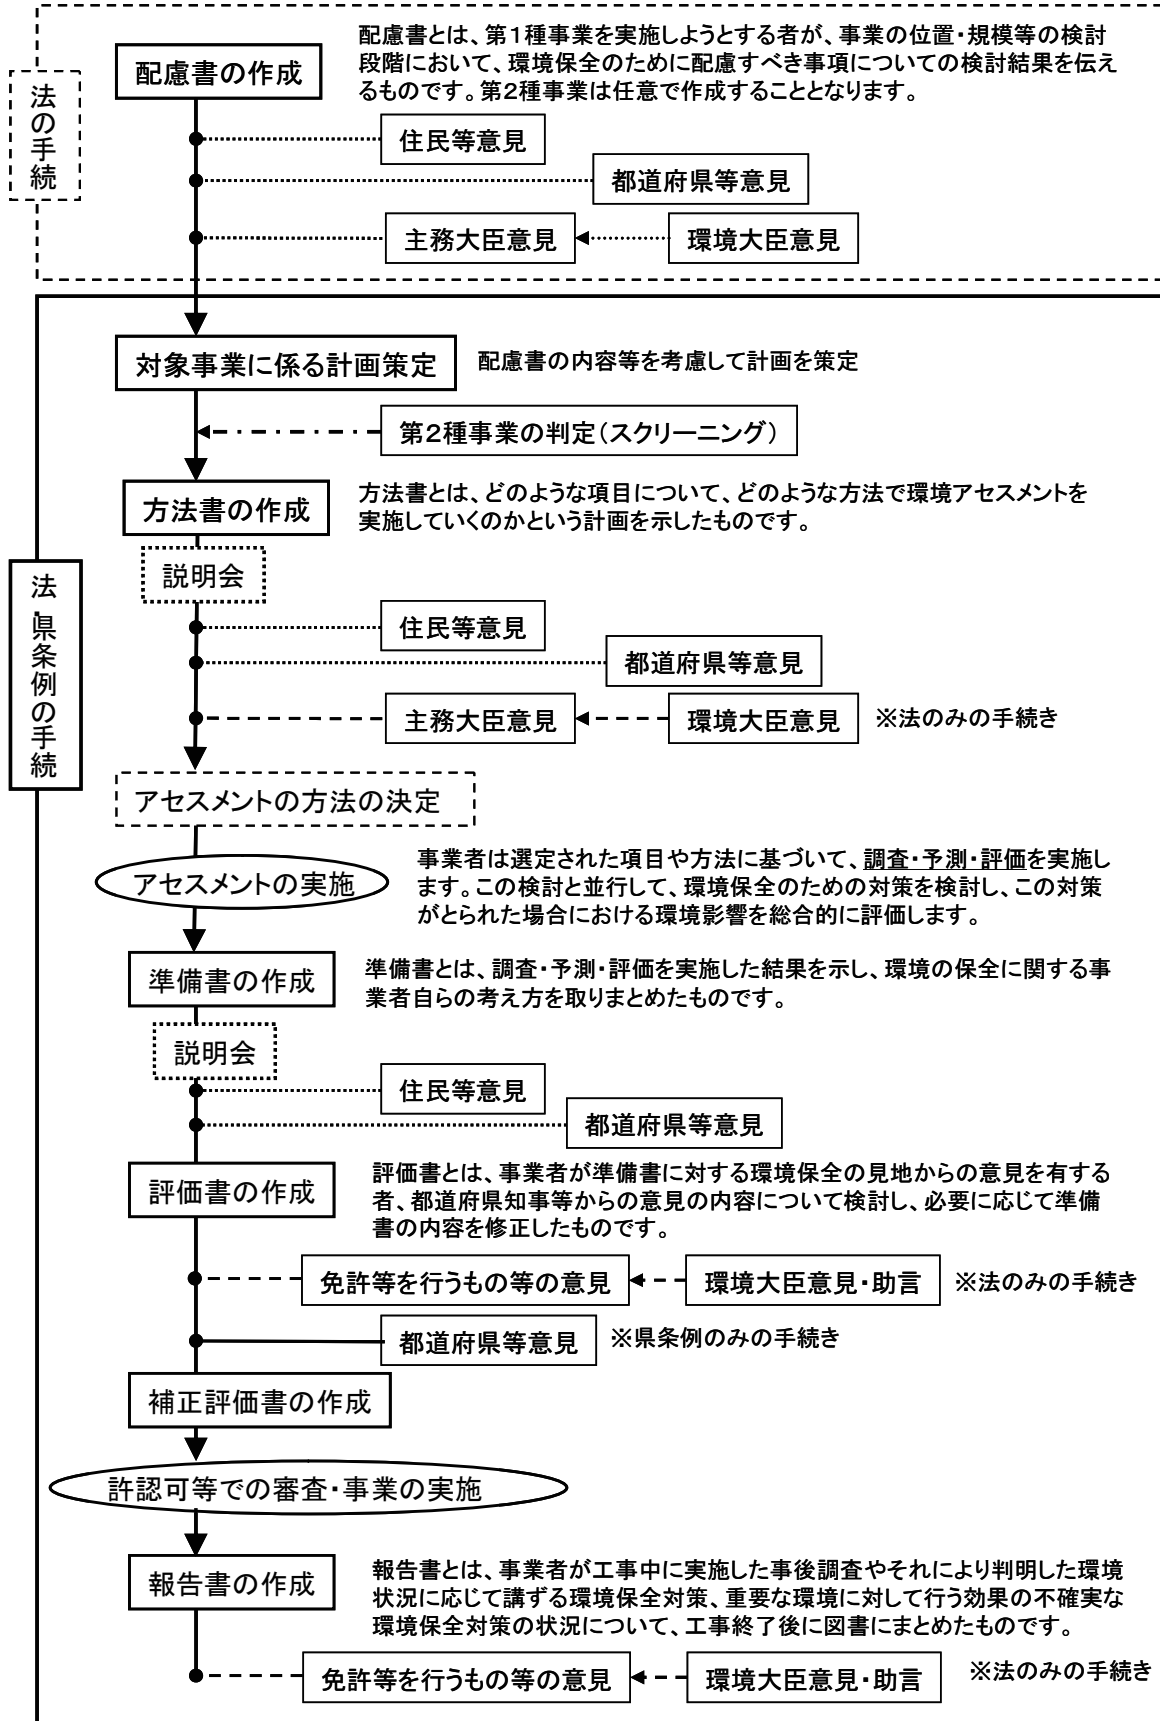 配慮書とは、第1種事業を実施しようとする者が、事業の位置・規模等の検討
段階において、環境保全のために配慮すべき事項についての検討結果を伝え
るものです。第2種事業は任意で作成することとなります。
配慮書の作成
法の手続
住民等意見
都道府県等意見
主務大臣意見
環境大臣意見
対象事業に係る計画策定
配慮書の内容等を考慮して計画を策定
第2種事業の判定(スクリーニング)
方法書の作成
方法書とは、どのような項目について、どのような方法で環境アセスメントを
実施していくのかという計画を示したものです。
説明会
法・県条例の手続
住民等意見
都道府県等意見
主務大臣意見
環境大臣意見
※法のみの手続き
アセスメントの方法の決定
アセスメントの実施
事業者は選定された項目や方法に基づいて、調査・予測・評価を実施し
ます。この検討と並行して、環境保全のための対策を検討し、この対策
がとられた場合における環境影響を総合的に評価します。
準備書の作成
準備書とは、調査・予測・評価を実施した結果を示し、環境の保全に関する事
業者自らの考え方を取りまとめたものです。
説明会
住民等意見
都道府県等意見
評価書の作成
評価書とは、事業者が準備書に対する環境保全の見地からの意見を有する
者、都道府県知事等からの意見の内容について検討し、必要に応じて準備
書の内容を修正したものです。
免許等を行うもの等の意見
環境大臣意見・助言
※法のみの手続き
都道府県等意見
※県条例のみの手続き
補正評価書の作成
許認可等での審査・事業の実施
報告書の作成
報告書とは、事業者が工事中に実施した事後調査やそれにより判明した環境
状況に応じて講ずる環境保全対策、重要な環境に対して行う効果の不確実な
環境保全対策の状況について、工事終了後に図書にまとめたものです。
免許等を行うもの等の意見
環境大臣意見・助言
※法のみの手続き